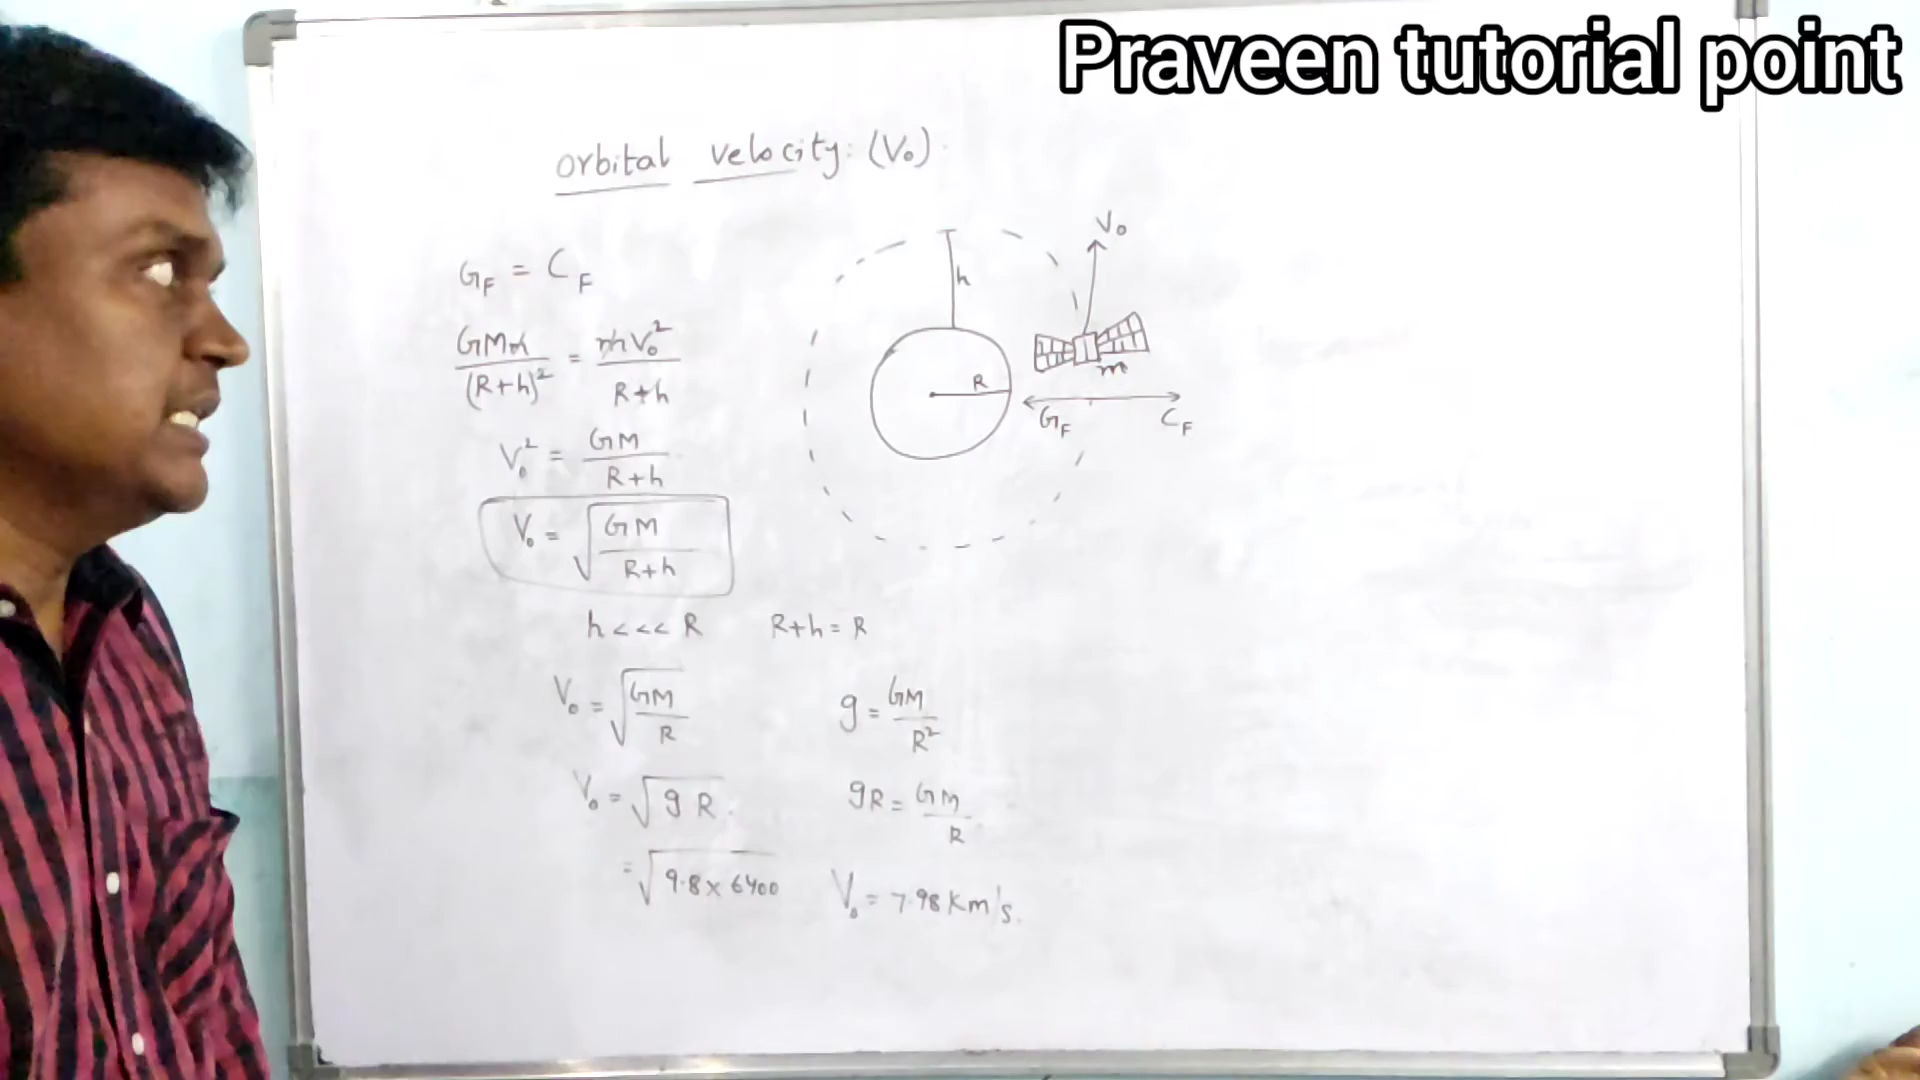 Praveen tutorial point
orbital velocity: (V₀)
G_F = C_F
GMm/(R+h)² = mV₀²/R+h
V₀² = GM/R+h
V₀ = √(GM/R+h)
h <<< R R+h = R
V₀ = √(GM/R) g = GM/R²
V₀ = √(g R) gR = GM/R
= √(9.8 x 6400) V₀ = 7.98 Km/s.
V₀
h
R
m
G_F C_F